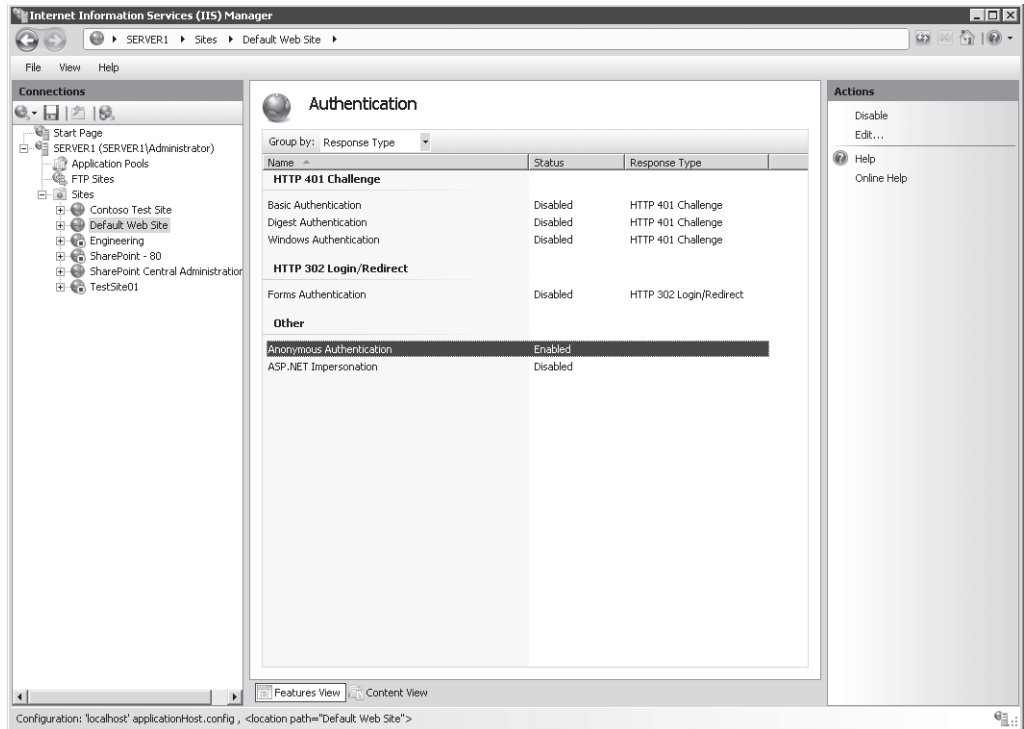 Internet Information Services (IIS) Manager
SERVER1 Sites Default Web Site
File View Help
Connections
Start Page
SERVER1 (SERVER1\Administrator)
Application Pools
FTP Sites
Sites
Contoso Test Site
Default Web Site
Engineering
SharePoint - 80
SharePoint Central Administration
TestSite01
Authentication
Group by: Response Type
Name Status Response Type
HTTP 401 Challenge
Basic Authentication Disabled HTTP 401 Challenge
Digest Authentication Disabled HTTP 401 Challenge
Windows Authentication Disabled HTTP 401 Challenge
HTTP 302 Login/Redirect
Forms Authentication Disabled HTTP 302 Login/Redirect
Other
Anonymous Authentication Enabled
ASP.NET Impersonation Disabled
Features View Content View
Actions
Disable
Edit...
Help
Online Help
Configuration: 'localhost' applicationHost.config , <location path="Default Web Site">